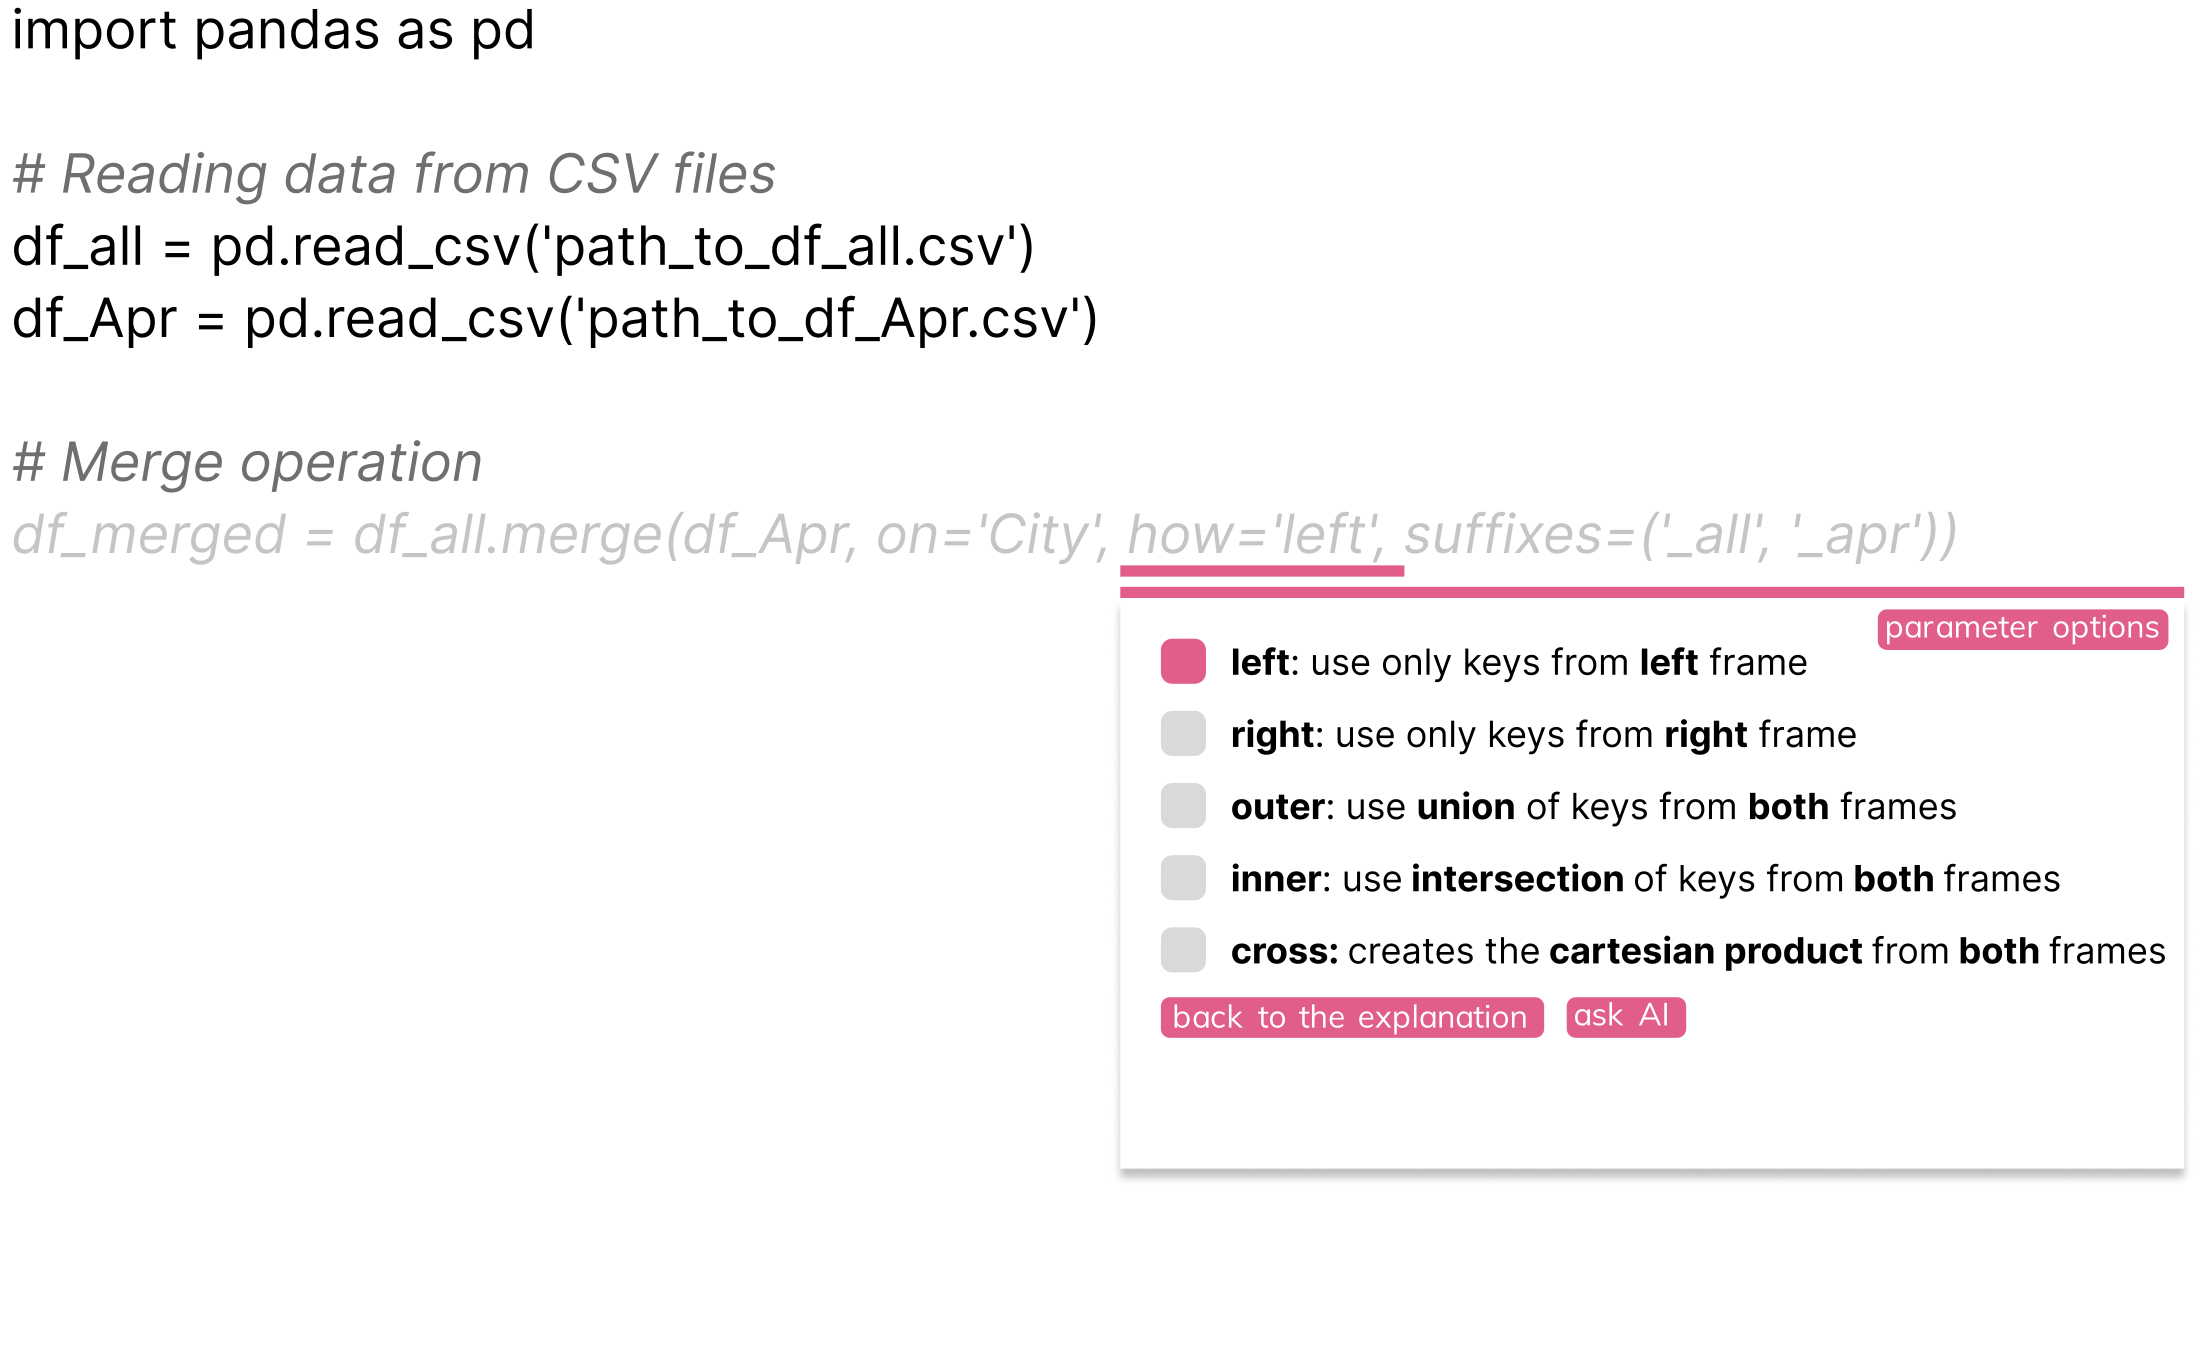 import pandas as pd
# Reading data from CSV files
df_all = pd.read_csv('path_to_df_all.csv')
df_Apr = pd.read_csv('path_to_df_Apr.csv')
# Merge operation
df_merged = df_all.merge(df_Apr, on='City', how='left', suffixes=('_all', '_apr'))
parameter options
left: use only keys from left frame
right: use only keys from right frame
outer: use union of keys from both frames
inner: use intersection of keys from both frames
cross: creates the cartesian product from both frames
back to the explanation
ask AI